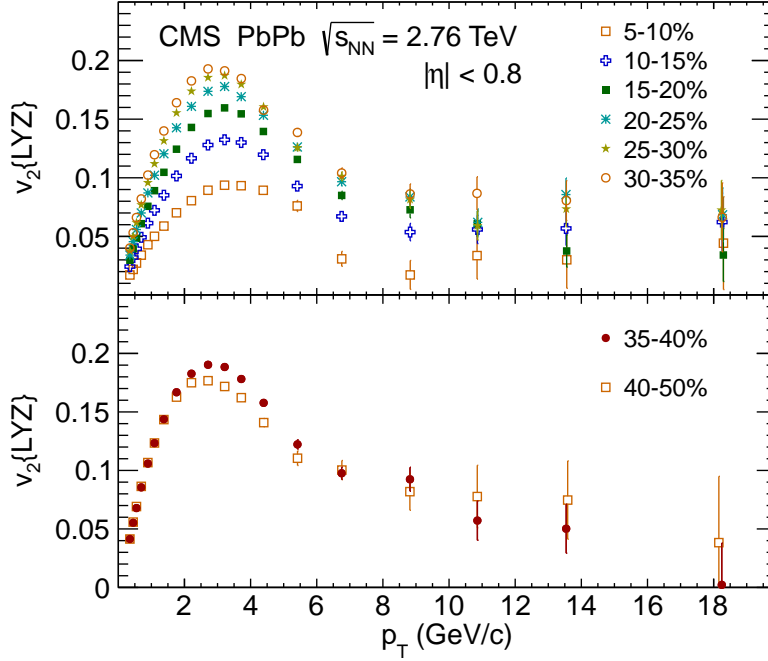 CMS PbPb √s_NN = 2.76 TeV
|η| < 0.8
5-10%
10-15%
15-20%
20-25%
25-30%
30-35%
v₂{LYZ}
0.2
0.15
0.1
0.05
35-40%
40-50%
v₂{LYZ}
0.2
0.15
0.1
0.05
0
2 4 6 8 10 12 14 16 18
p_T (GeV/c)